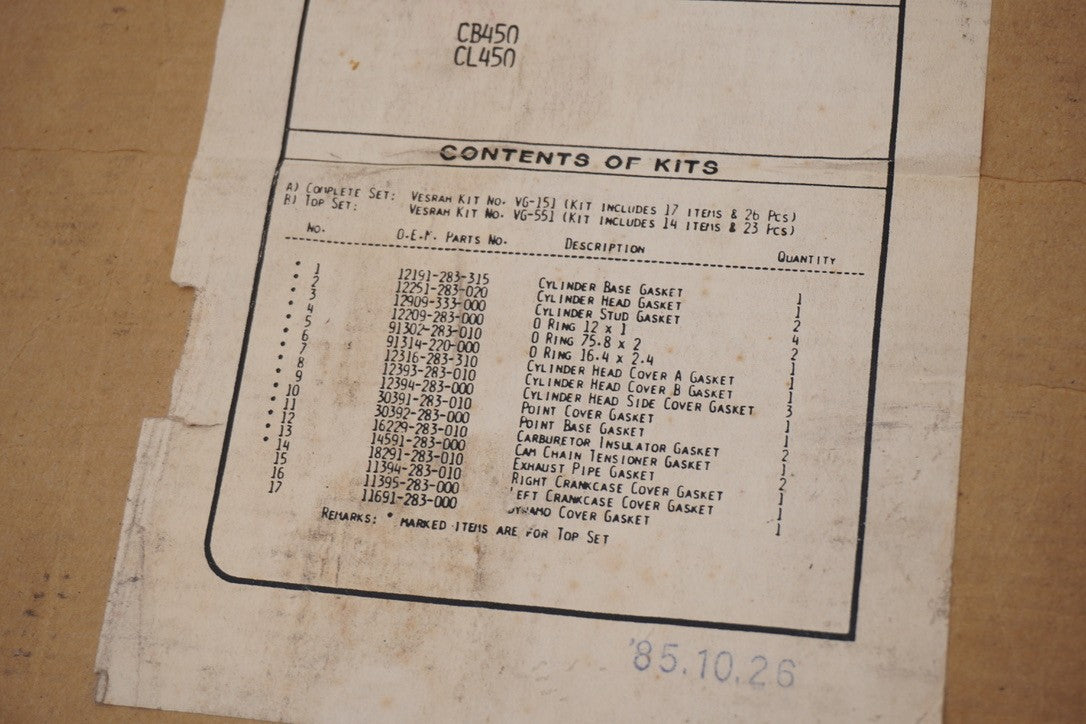 CB450
CL450
CONTENTS OF KITS
A) COMPLETE SET: VESRAH KIT NO. VG-151 (KIT INCLUDES 17 ITEMS & 26 PCS)
B) TOP SET: VESRAH KIT NO. VG-551 (KIT INCLUDES 14 ITEMS & 23 PCS)
NO. O.E.M. PARTS NO. DESCRIPTION QUANTITY
* 1 12191-283-315 CYLINDER BASE GASKET 1
* 2 12251-283-020 CYLINDER HEAD GASKET 1
* 3 12909-333-000 CYLINDER STUD GASKET 2
* 4 12209-283-000 O RING 12 x 1 4
* 5 91302-283-010 O RING 75.8 x 2 2
* 6 91314-220-000 O RING 16.4 x 2.4 1
* 7 12316-283-310 CYLINDER HEAD COVER A GASKET 1
* 8 12393-283-010 CYLINDER HEAD COVER B GASKET 1
* 9 12394-283-000 CYLINDER HEAD SIDE COVER GASKET 3
* 10 30391-283-010 POINT COVER GASKET 1
* 11 30392-283-000 POINT BASE GASKET 1
* 12 16229-283-010 CARBURETOR INSULATOR GASKET 2
* 13 14591-283-000 CAM CHAIN TENSIONER GASKET 1
* 14 18291-283-010 EXHAUST PIPE GASKET 2
15 11394-283-010 RIGHT CRANKCASE COVER GASKET 1
16 11395-283-000 LEFT CRANKCASE COVER GASKET 1
17 11691-283-000 DYNAMO COVER GASKET 1
REMARKS: * MARKED ITEMS ARE FOR TOP SET
'85.10.26